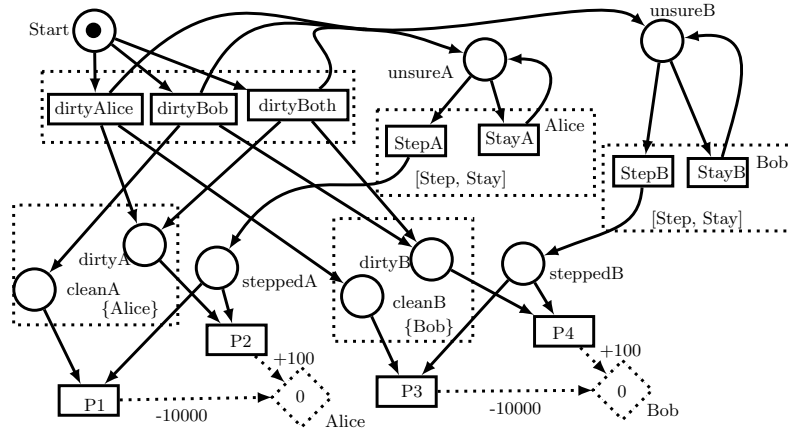 unsureB
Start
unsureA
dirtyAlice
dirtyBob
dirtyBoth
Alice
StepA
StayA
Bob
StepB
StayB
[Step, Stay]
[Step, Stay]
dirtyA
dirtyB
steppedA
steppedB
cleanA
{Alice}
cleanB
{Bob}
P2
P4
+100
+100
P1
0
P3
0
-10000
-10000
Alice
Bob